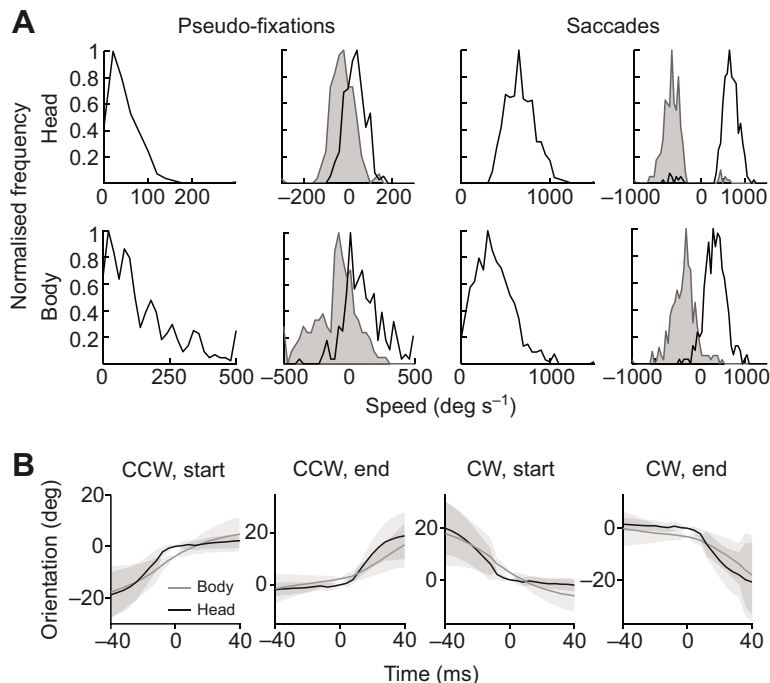 A
Pseudo-fixations
Saccades
Normalised frequency
Head
1
0.8
0.6
0.4
0.2
0 100 200
–200 0 200
0 1000
–1000 0 1000
Body
1
0.8
0.6
0.4
0.2
0 250 500
–500 0 500
0 1000
–1000 0 1000
Speed (deg s–1)
B
CCW, start
CCW, end
CW, start
CW, end
Orientation (deg)
20
0
–20
Body
Head
20
0
20
0
0
–20
–40 0 40
–40 0 40
–40 0 40
–40 0 40
Time (ms)